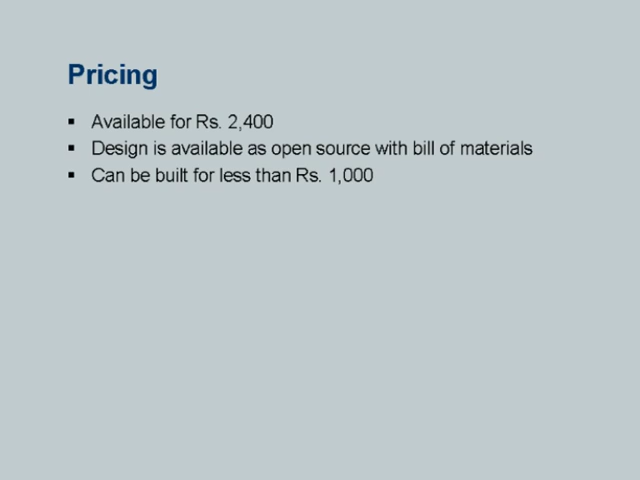 Pricing
▪ Available for Rs. 2,400
▪ Design is available as open source with bill of materials
▪ Can be built for less than Rs. 1,000